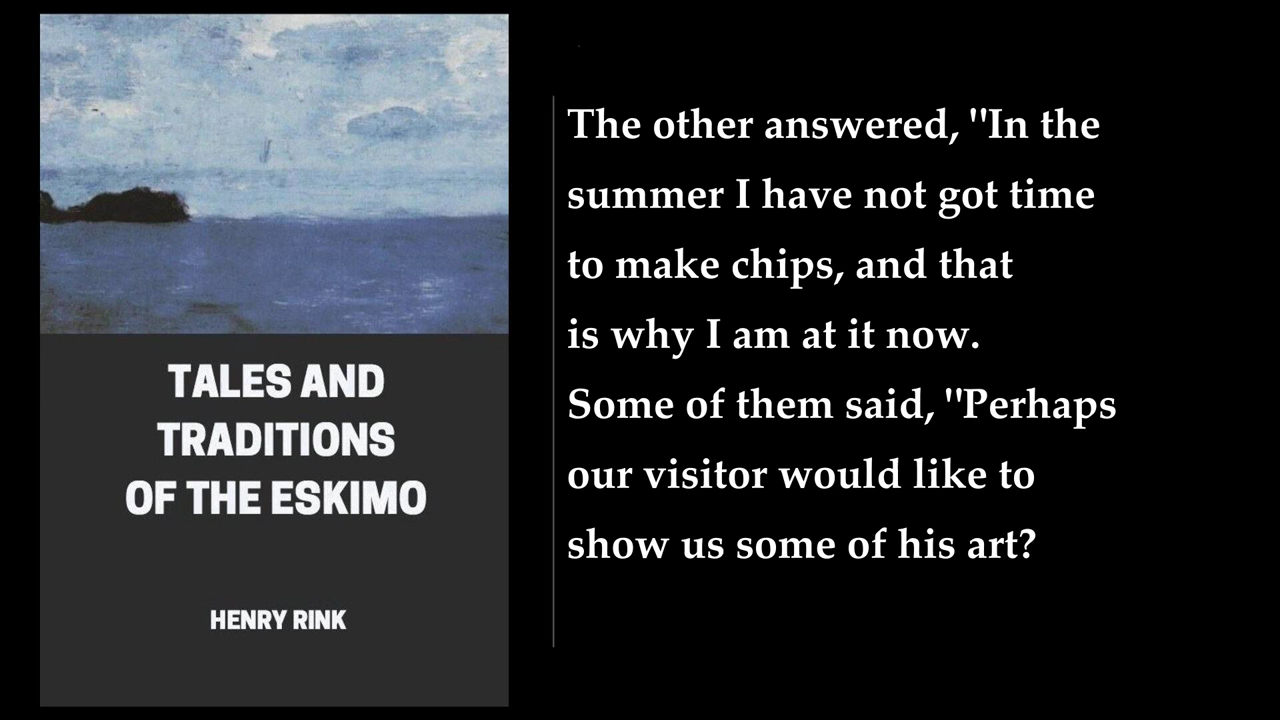 TALES AND
TRADITIONS
OF THE ESKIMO
HENRY RINK
The other answered, "In the
summer I have not got time
to make chips, and that
is why I am at it now.
Some of them said, "Perhaps
our visitor would like to
show us some of his art?